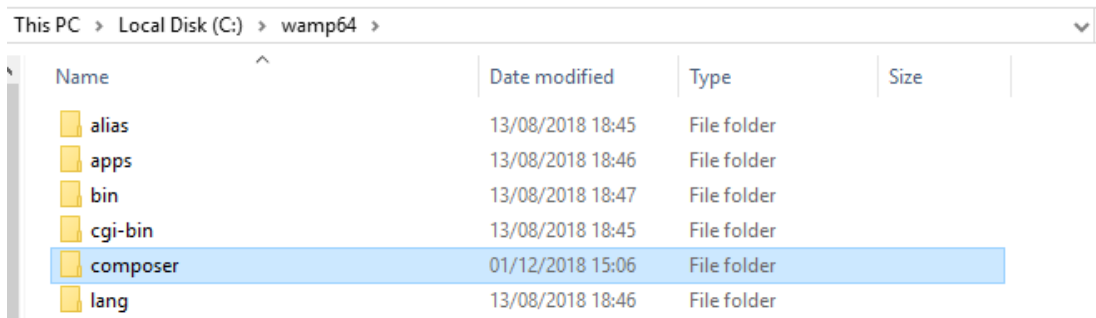 This PC > Local Disk (C:) > wamp64 >
Name Date modified Type Size
alias 13/08/2018 18:45 File folder
apps 13/08/2018 18:46 File folder
bin 13/08/2018 18:47 File folder
cgi-bin 13/08/2018 18:45 File folder
composer 01/12/2018 15:06 File folder
lang 13/08/2018 18:46 File folder